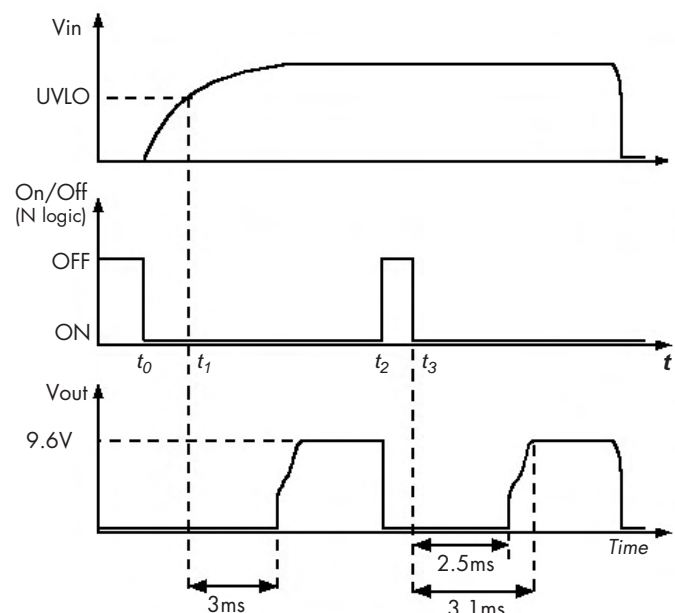 Vin
UVLO
On/Off
(N logic)
OFF
ON
t0 t1 t2 t3 t
Vout
9.6V
Time
2.5ms
3ms
3.1ms